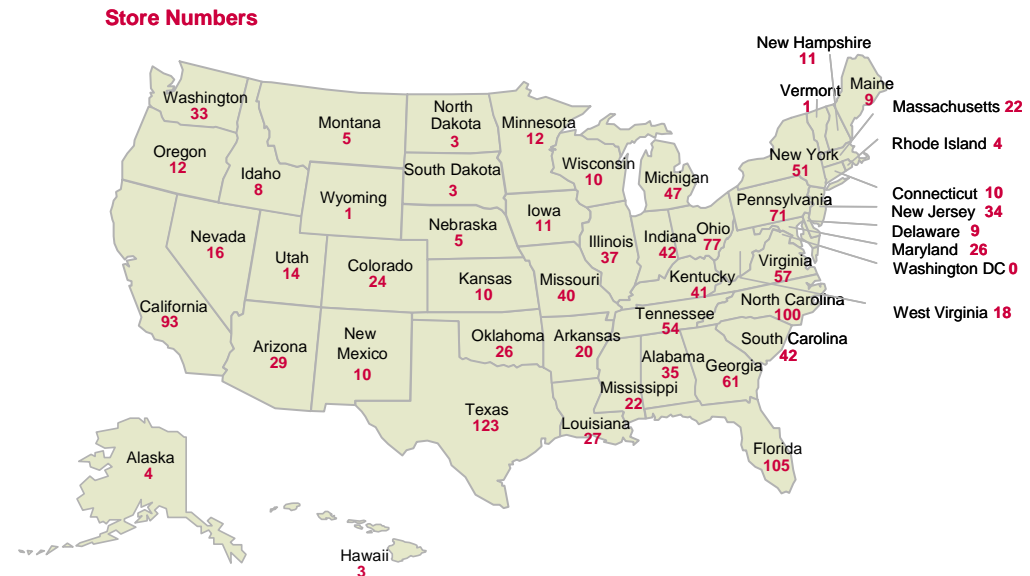 Store Numbers
New Hampshire
11
Vermont
1
Maine
9
Massachusetts 22
Rhode Island 4
Connecticut 10
New Jersey 34
Delaware 9
Maryland 26
Washington DC 0
West Virginia 18
Washington
33
Oregon
12
Idaho
8
Montana
5
North
Dakota
3
Minnesota
12
South Dakota
3
Wyoming
1
Wisconsin
10
Michigan
47
New York
51
Pennsylvania
71
Nebraska
5
Iowa
11
Illinois
37
Indiana
42
Ohio
77
Nevada
16
Utah
14
Colorado
24
Kansas
10
Missouri
40
Kentucky
41
Virginia
57
California
93
Arizona
29
New
Mexico
10
Oklahoma
26
Arkansas
20
Tennessee
54
North Carolina
100
South Carolina
42
Texas
123
Louisiana
27
Mississippi
22
Alabama
35
Georgia
61
Florida
105
Alaska
4
Hawaii
3